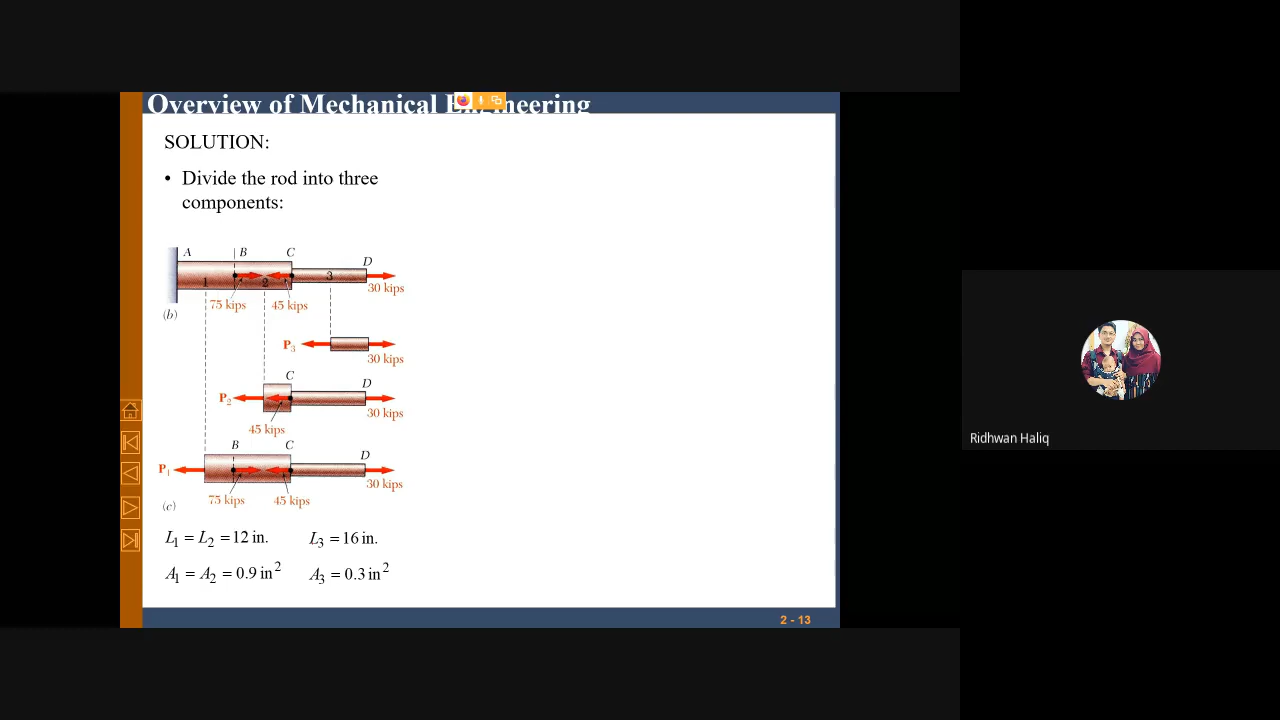 Overview of Mechanical Engineering
SOLUTION:
• Divide the rod into three
components:
A B C D
1 2 3
75 kips 45 kips 30 kips
(b)
P3 30 kips
C D
P2
45 kips 30 kips
B C D
P1
75 kips 45 kips 30 kips
(c)
L1 = L2 = 12 in. L3 = 16 in.
A1 = A2 = 0.9 in² A3 = 0.3 in²
2 - 13
Ridhwan Haliq